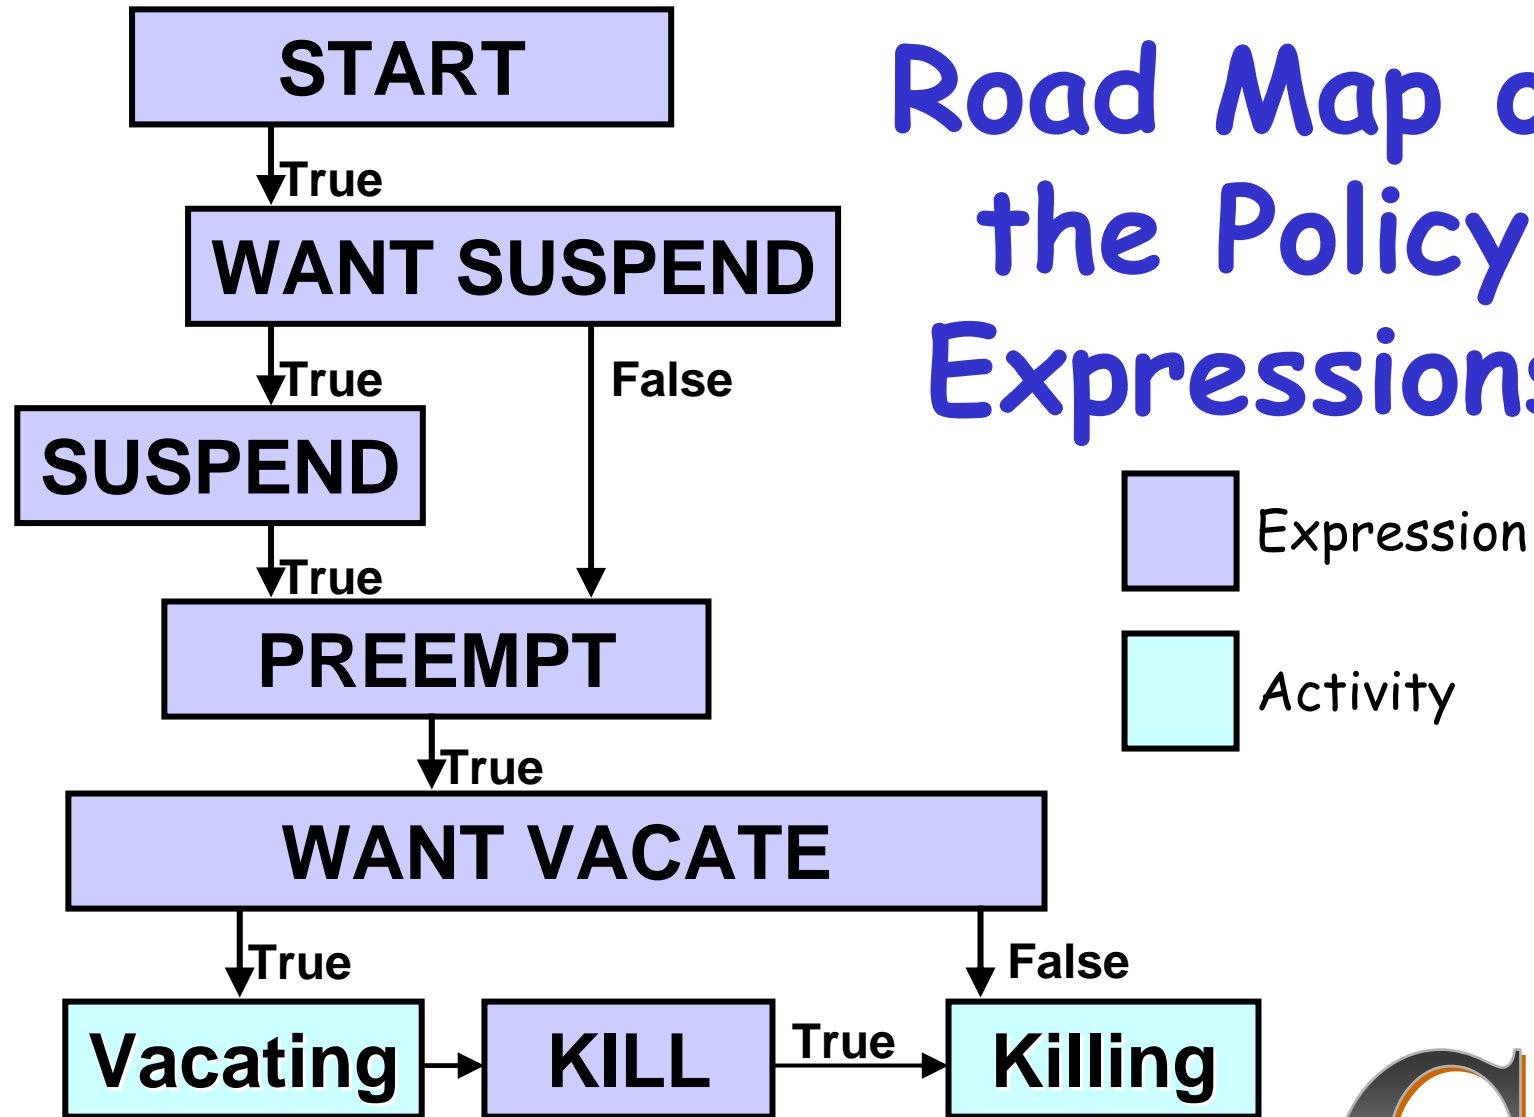 START
Road Map o
True
WANT SUSPEND
the Policy
True
False
Expressions
SUSPEND
Expression
True
PREEMPT
Activity
True
WANT VACATE
True
False
Vacating
KILL
True
Killing